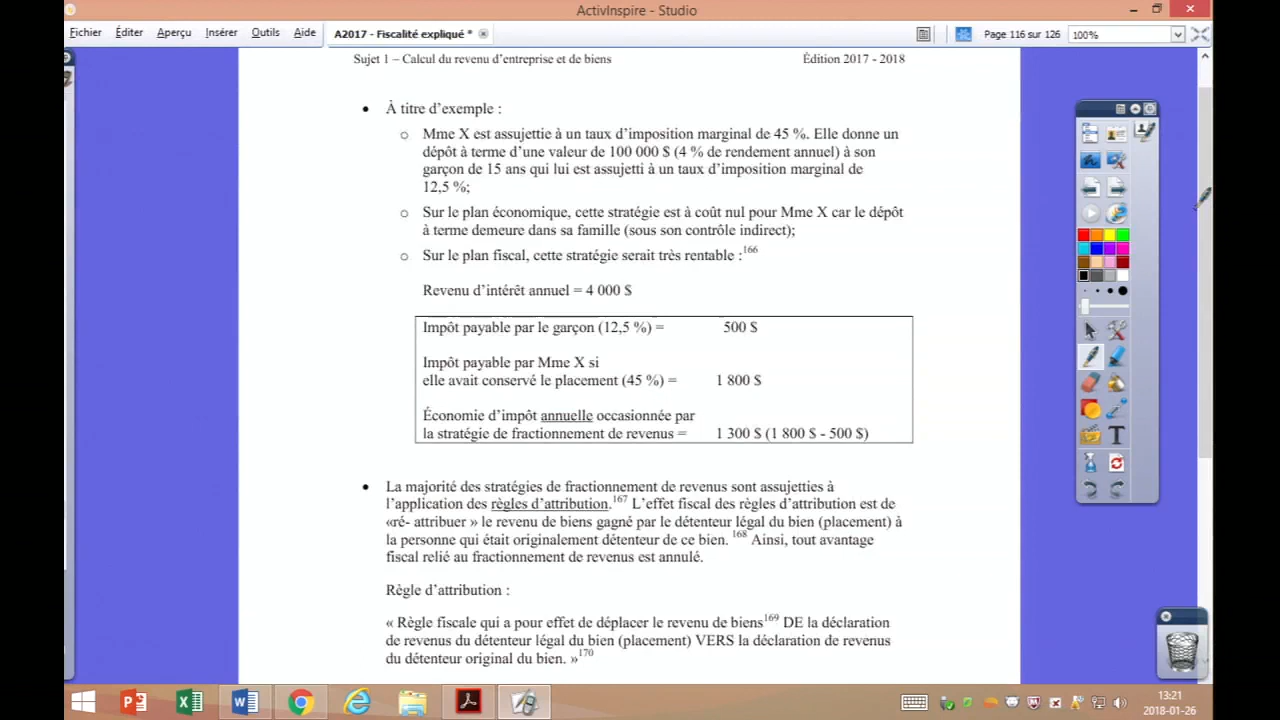 ActivInspire - Studio
Fichier Éditer Aperçu Insérer Outils Aide
A2017 - Fiscalité expliqué *
Page 116 sur 126
100%
Sujet 1 – Calcul du revenu d’entreprise et de biens Édition 2017 - 2018
• À titre d’exemple :
o Mme X est assujettie à un taux d’imposition marginal de 45 %. Elle donne un
dépôt à terme d’une valeur de 100 000 $ (4 % de rendement annuel) à son
garçon de 15 ans qui lui est assujetti à un taux d’imposition marginal de
12,5 %;
o Sur le plan économique, cette stratégie est à coût nul pour Mme X car le dépôt
à terme demeure dans sa famille (sous son contrôle indirect);
o Sur le plan fiscal, cette stratégie serait très rentable :166
Revenu d’intérêt annuel = 4 000 $
Impôt payable par le garçon (12,5 %) = 500 $
Impôt payable par Mme X si
elle avait conservé le placement (45 %) = 1 800 $
Économie d’impôt annuelle occasionnée par
la stratégie de fractionnement de revenus = 1 300 $ (1 800 $ - 500 $)
• La majorité des stratégies de fractionnement de revenus sont assujetties à
l’application des règles d’attribution.167 L’effet fiscal des règles d’attribution est de
«ré- attribuer » le revenu de biens gagné par le détenteur légal du bien (placement) à
la personne qui était originalement détenteur de ce bien. 168 Ainsi, tout avantage
fiscal relié au fractionnement de revenus est annulé.
Règle d’attribution :
« Règle fiscale qui a pour effet de déplacer le revenu de biens169 DE la déclaration
de revenus du détenteur légal du bien (placement) VERS la déclaration de revenus
du détenteur original du bien. »170
13:21
2018-01-26